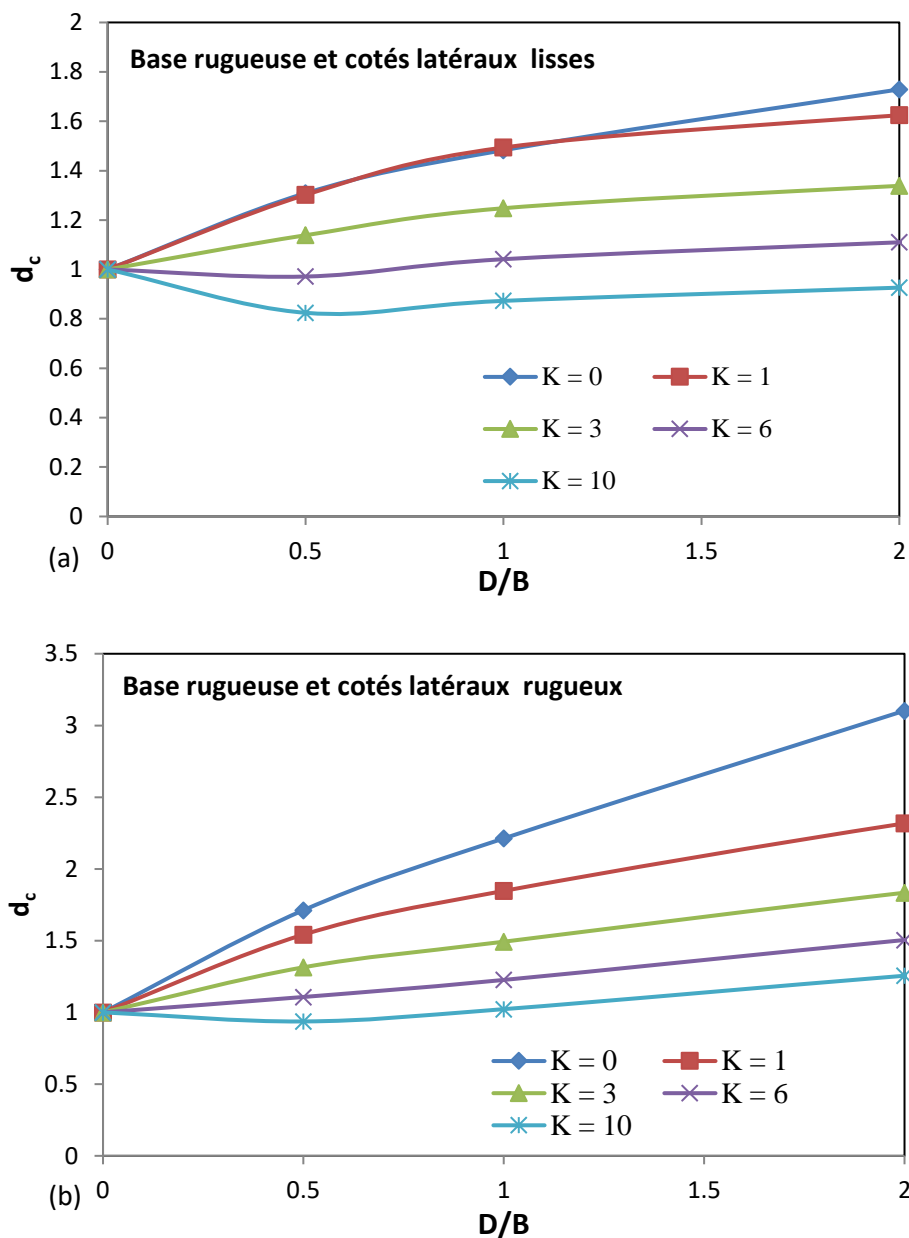 2
1.8
1.6
1.4
1.2
1
0.8
0.6
0.4
0.2
0
Base rugueuse et cotés latéraux lisses
dc
K = 0 K = 1
K = 3 K = 6
K = 10
(a)
0 0.5 1 1.5 2
D/B
3.5
3
2.5
2
1.5
1
0.5
0
Base rugueuse et cotés latéraux rugueux
dc
K = 0 K = 1
K = 3 K = 6
K = 10
(b)
0 0.5 1 1.5 2
D/B